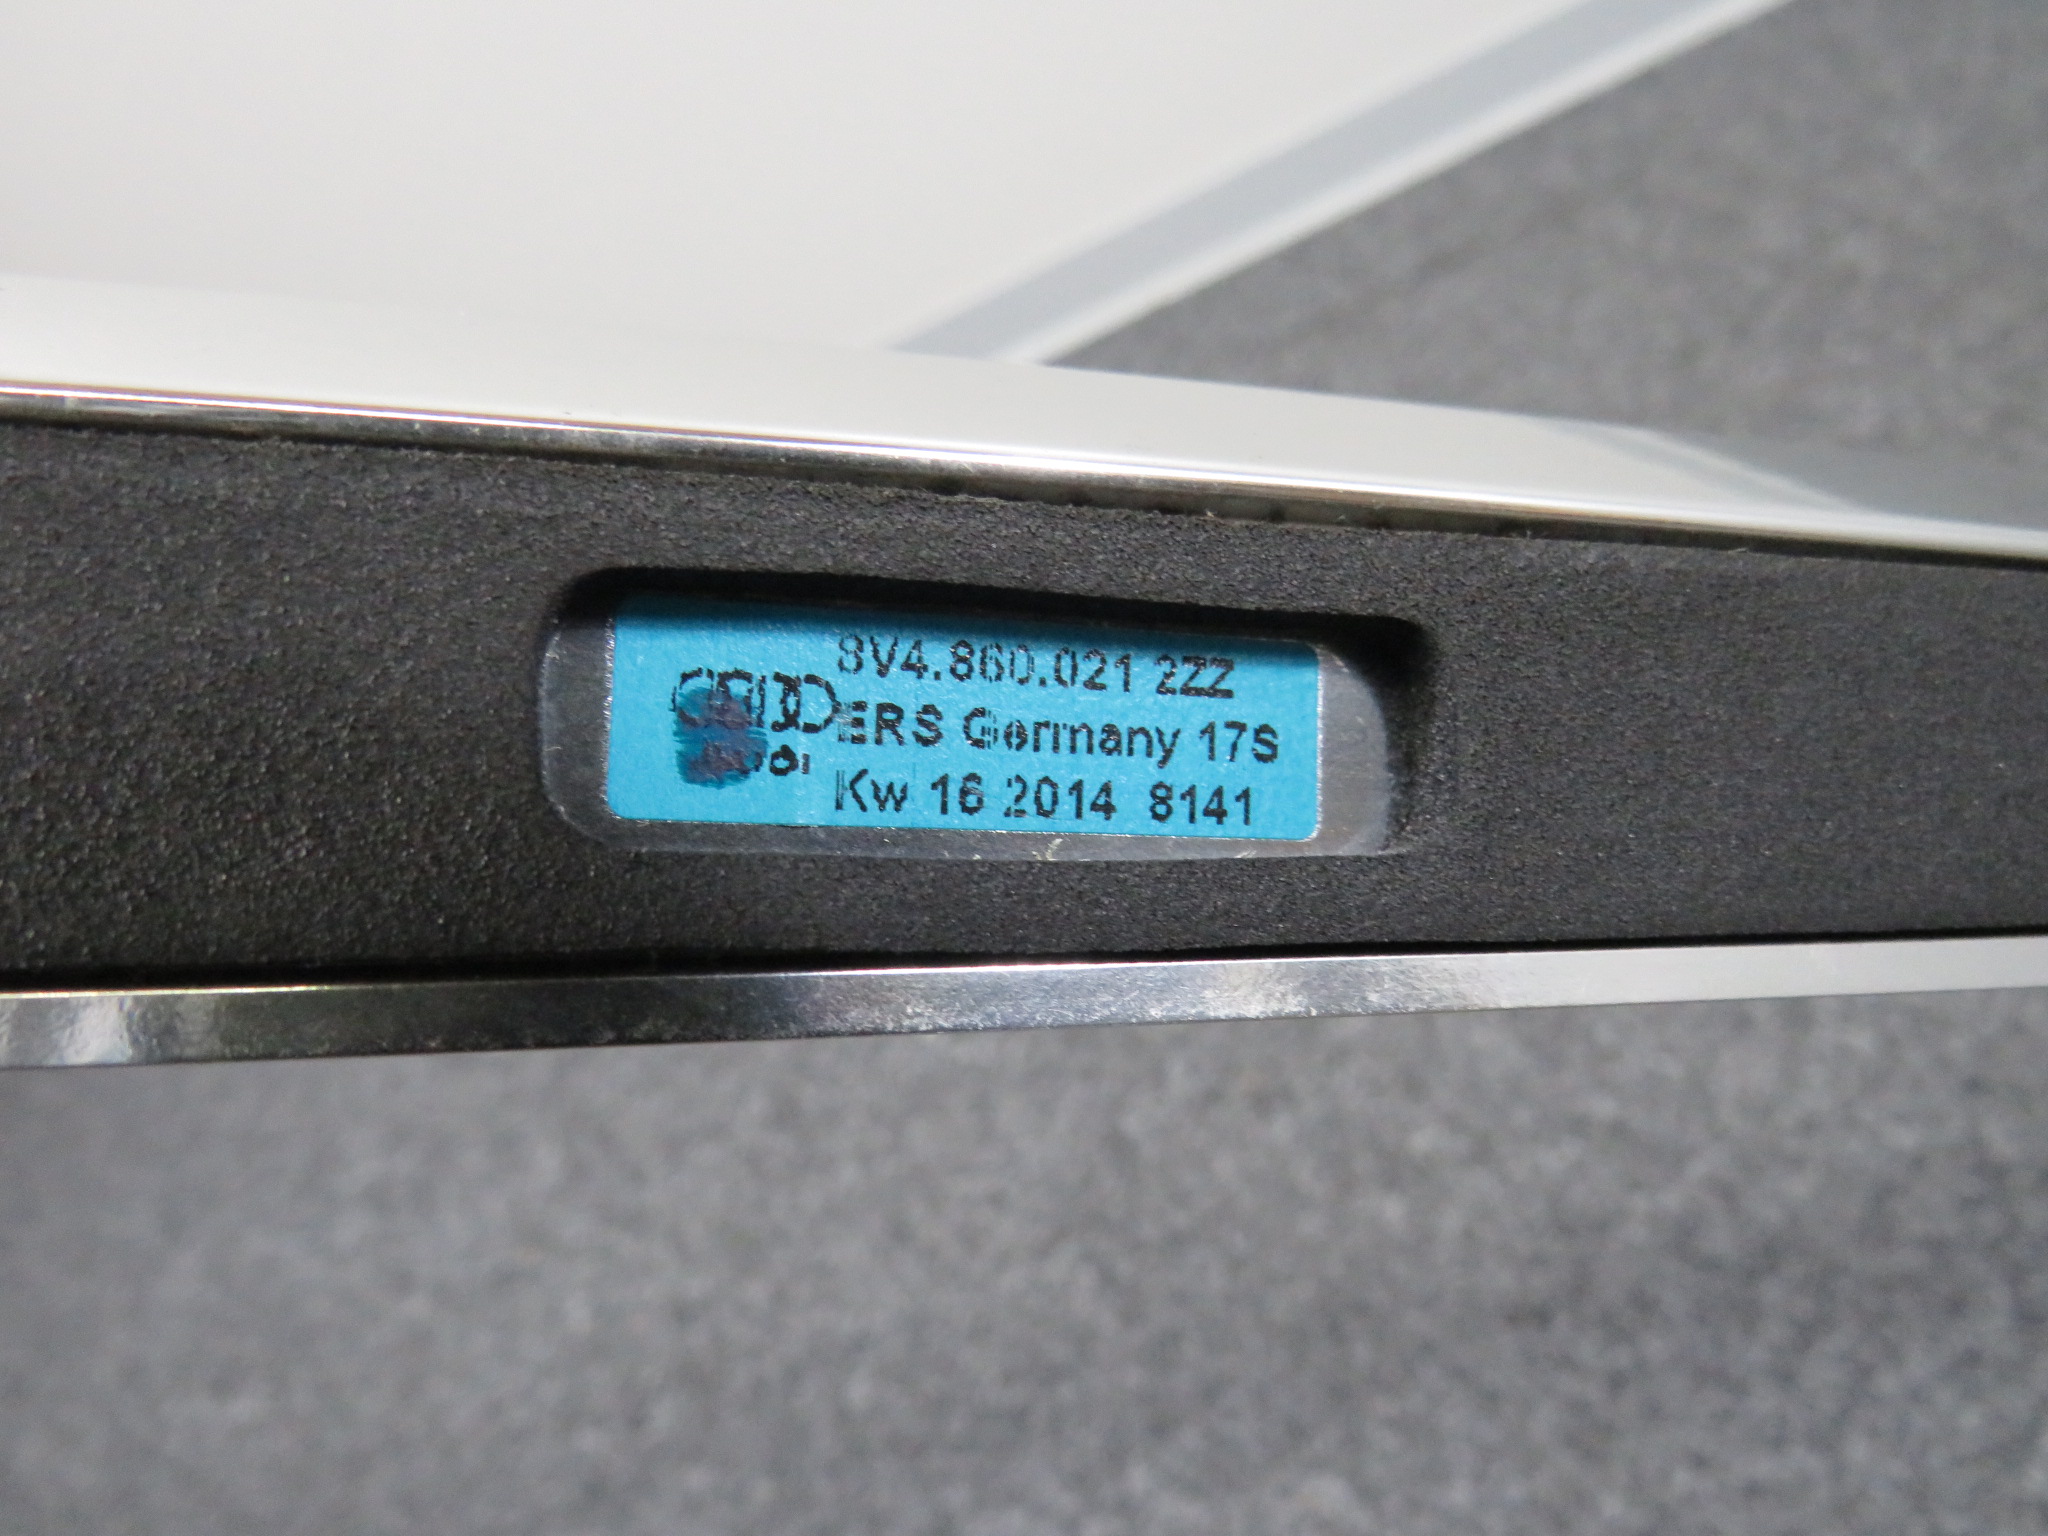 8V4.860.021 2ZZ
ERS Germany 17S
Kw 16 2014 8141